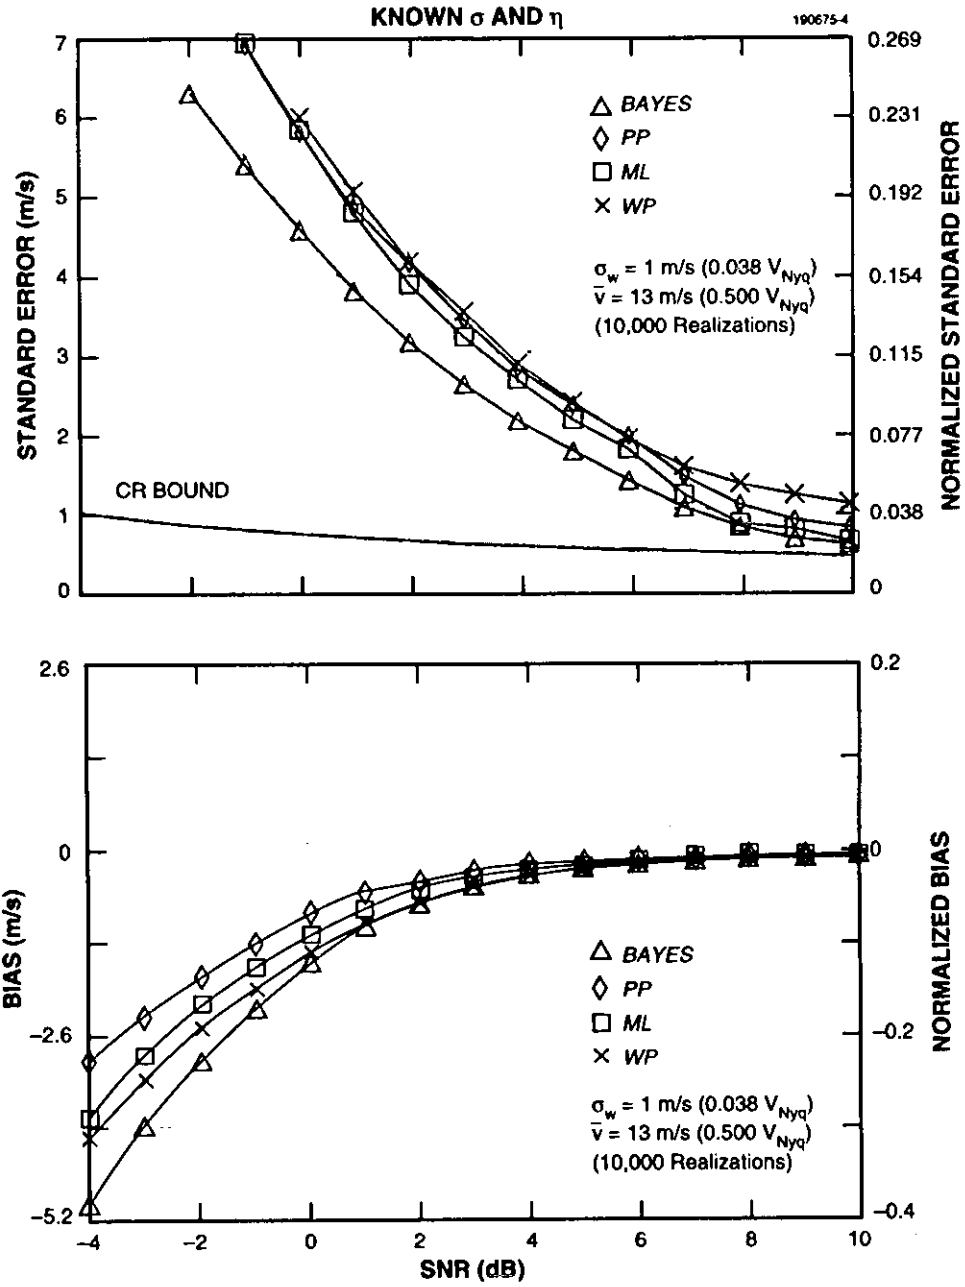 KNOWN σ AND η
190675-4
STANDARD ERROR (m/s)
7
6
5
4
3
2
1
0
NORMALIZED STANDARD ERROR
0.269
0.231
0.192
0.154
0.115
0.077
0.038
0
BAYES
PP
ML
WP
σw = 1 m/s (0.038 VNyq)
v̅ = 13 m/s (0.500 VNyq)
(10,000 Realizations)
CR BOUND
BIAS (m/s)
2.6
0
−2.6
−5.2
NORMALIZED BIAS
0.2
0
−0.2
−0.4
BAYES
PP
ML
WP
σw = 1 m/s (0.038 VNyq)
v̅ = 13 m/s (0.500 VNyq)
(10,000 Realizations)
−4 −2 0 2 4 6 8 10
SNR (dB)